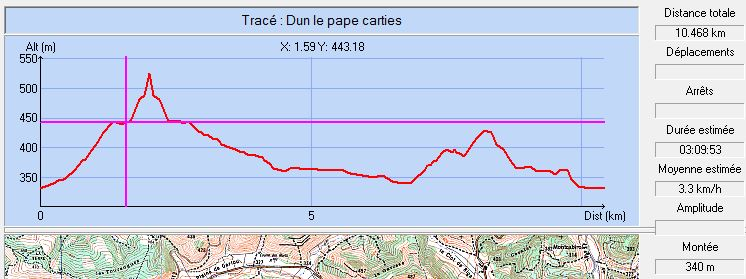 Tracé : Dun le pape carties
Alt (m)
X: 1.59 Y: 443.18
550
500
450
400
350
0
5
Dist (km)
Distance totale
10.468 km
Déplacements
Arrêts
Durée estimée
03:09:53
Moyenne estimée
3.3 km/h
Amplitude
Montée
340 m